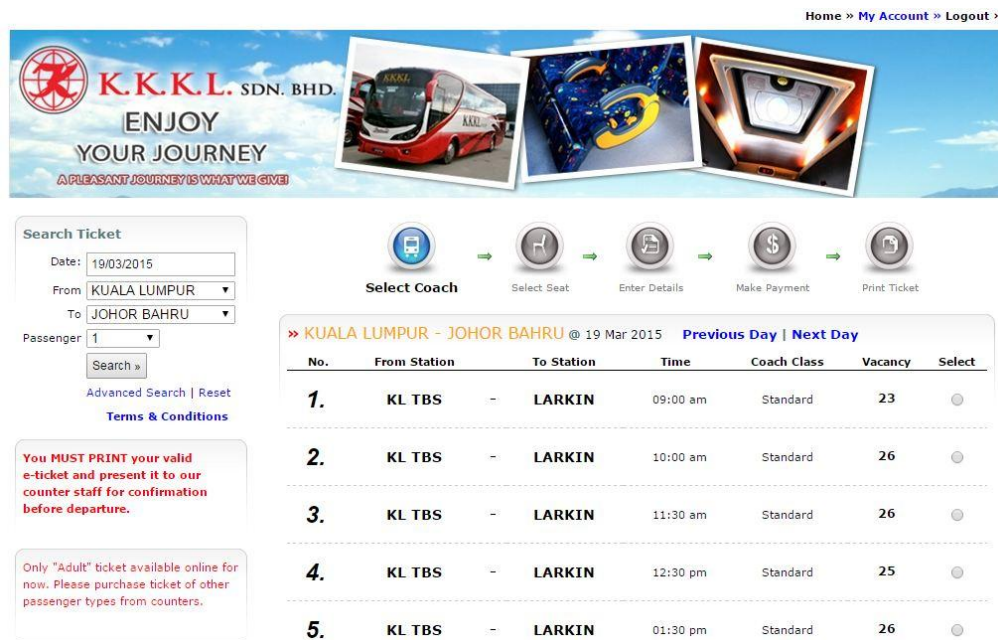 Home » My Account » Logout »
K.K.K.L. SDN. BHD.
ENJOY
YOUR JOURNEY
A PLEASANT JOURNEY IS WHAT WE GIVE!
Search Ticket
Date: 19/03/2015
From KUALA LUMPUR
To JOHOR BAHRU
Passenger 1
Search »
Advanced Search | Reset
Terms & Conditions
You MUST PRINT your valid
e-ticket and present it to our
counter staff for confirmation
before departure.
Only "Adult" ticket available online for
now. Please purchase ticket of other
passenger types from counters.
Select Coach Select Seat Enter Details Make Payment Print Ticket
» KUALA LUMPUR - JOHOR BAHRU @ 19 Mar 2015 Previous Day | Next Day
No. From Station To Station Time Coach Class Vacancy Select
1. KL TBS - LARKIN 09:00 am Standard 23
2. KL TBS - LARKIN 10:00 am Standard 26
3. KL TBS - LARKIN 11:30 am Standard 26
4. KL TBS - LARKIN 12:30 pm Standard 25
5. KL TBS - LARKIN 01:30 pm Standard 26